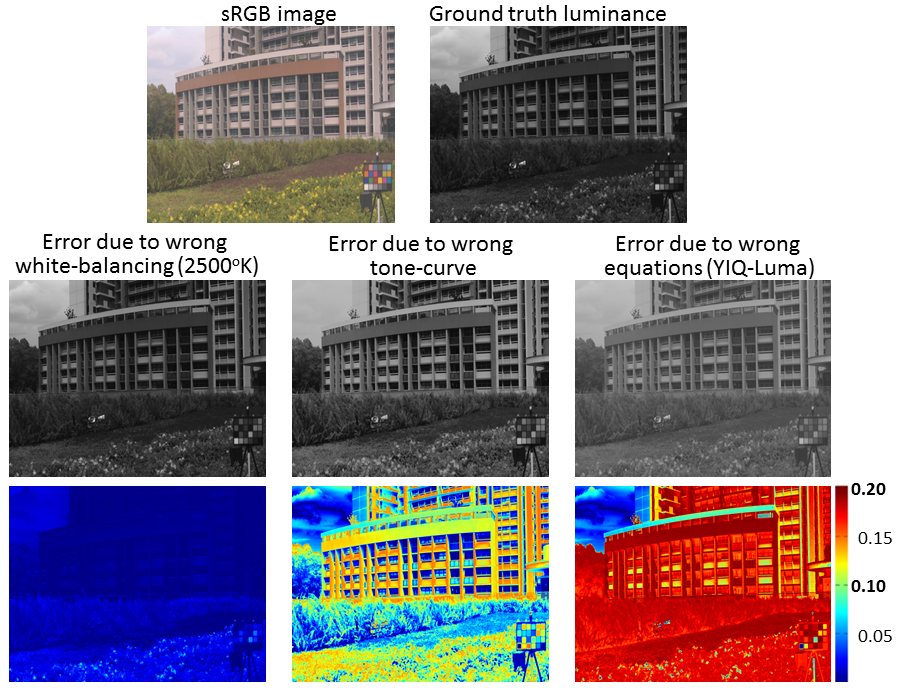 sRGB image
Ground truth luminance
Error due to wrong
white-balancing (2500ºK)
Error due to wrong
tone-curve
Error due to wrong
equations (YIQ-Luma)
0.20
0.15
0.10
0.05